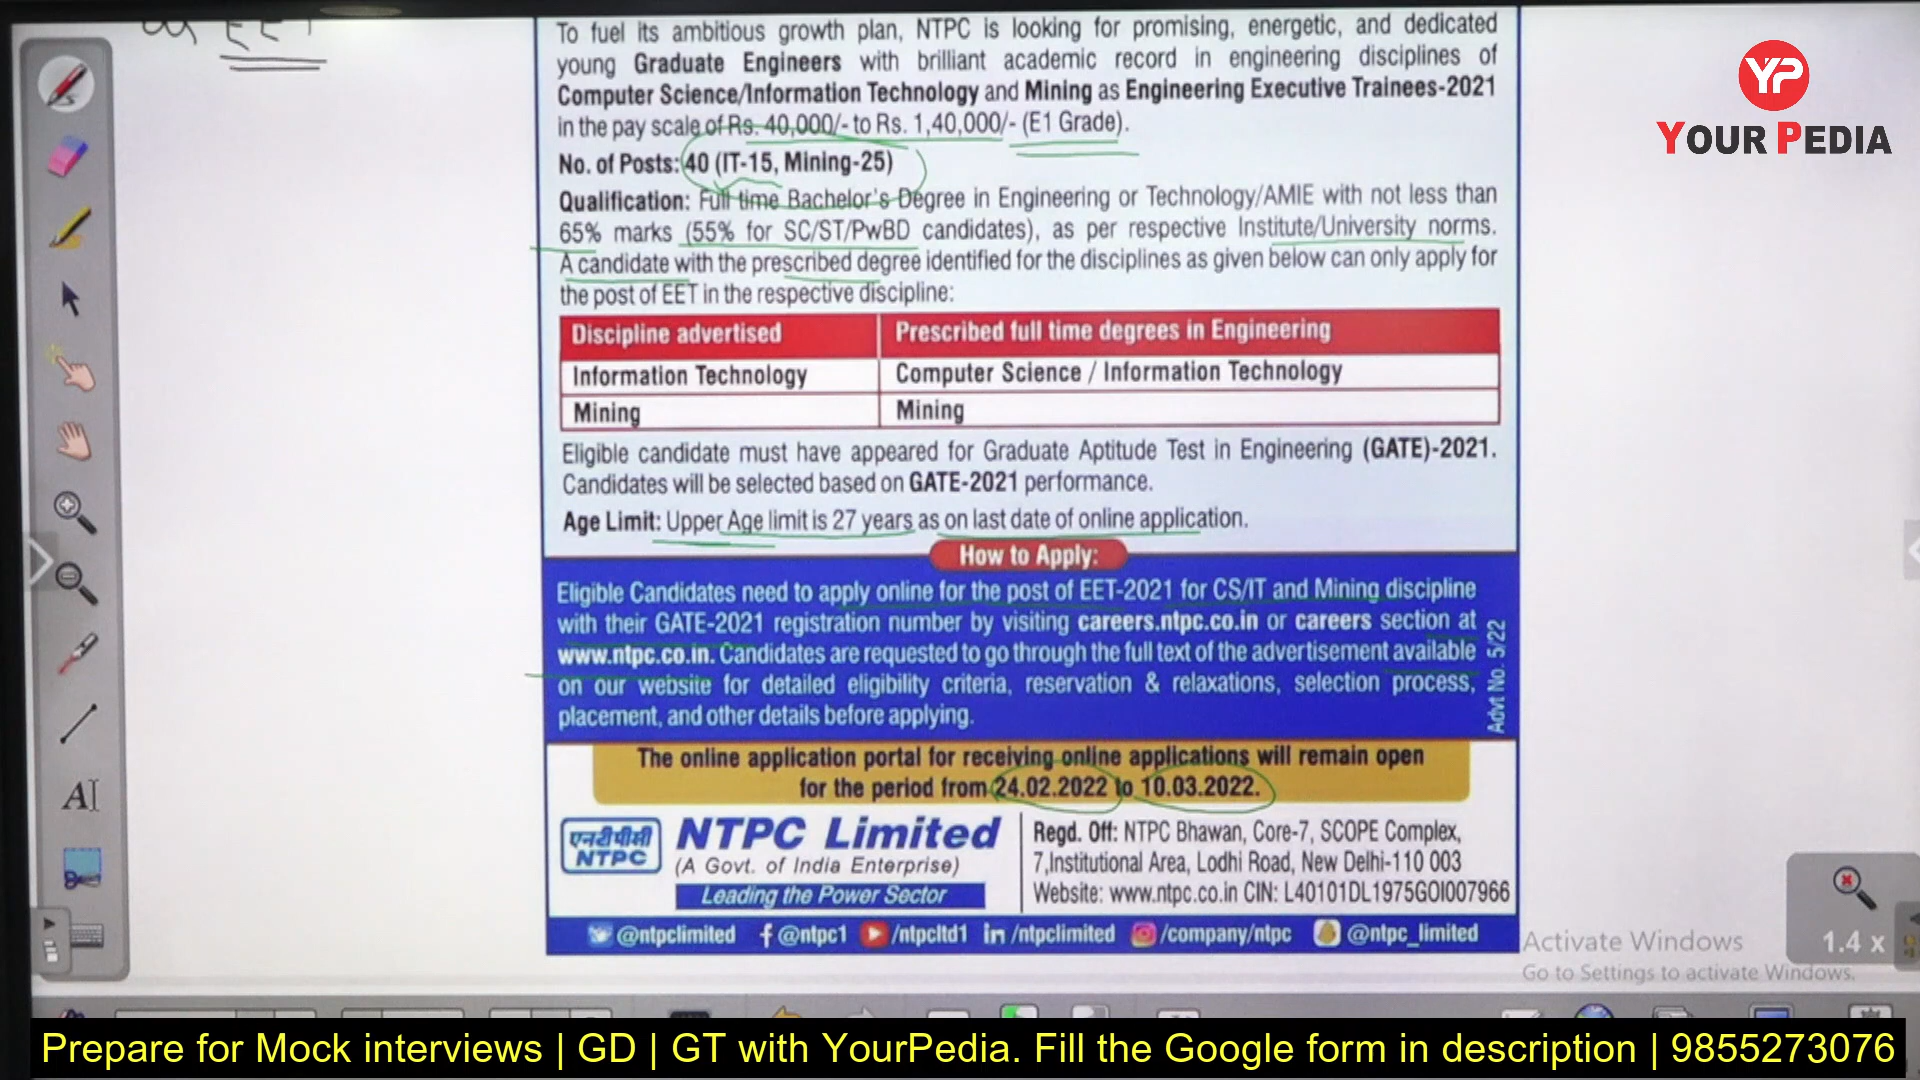 EET
To fuel its ambitious growth plan, NTPC is looking for promising, energetic, and dedicated
young Graduate Engineers with brilliant academic record in engineering disciplines of
Computer Science/Information Technology and Mining as Engineering Executive Trainees-2021
in the pay scale of Rs. 40,000/- to Rs. 1,40,000/- (E1 Grade).
No. of Posts: 40 (IT-15, Mining-25)
Qualification: Full time Bachelor's Degree in Engineering or Technology/AMIE with not less than
65% marks (55% for SC/ST/PwBD candidates), as per respective Institute/University norms.
A candidate with the prescribed degree identified for the disciplines as given below can only apply for
the post of EET in the respective discipline:
Discipline advertised Prescribed full time degrees in Engineering
Information Technology Computer Science / Information Technology
Mining Mining
Eligible candidate must have appeared for Graduate Aptitude Test in Engineering (GATE)-2021.
Candidates will be selected based on GATE-2021 performance.
Age Limit: Upper Age limit is 27 years as on last date of online application.
How to Apply:
Eligible Candidates need to apply online for the post of EET-2021 for CS/IT and Mining discipline
with their GATE-2021 registration number by visiting careers.ntpc.co.in or careers section at
www.ntpc.co.in. Candidates are requested to go through the full text of the advertisement available
on our website for detailed eligibility criteria, reservation & relaxations, selection process,
placement, and other details before applying.
Advt No. 5/22
The online application portal for receiving online applications will remain open
for the period from 24.02.2022 to 10.03.2022.
एनटीपीसी
NTPC
NTPC Limited
(A Govt. of India Enterprise)
Leading the Power Sector
Regd. Off: NTPC Bhawan, Core-7, SCOPE Complex,
7,Institutional Area, Lodhi Road, New Delhi-110 003
Website: www.ntpc.co.in CIN: L40101DL1975GOI007966
@ntpclimited f @ntpc1 /ntpcltd1 in /ntpclimited /company/ntpc @ntpc_limited
YP
YOUR PEDIA
A
Activate Windows
Go to Settings to activate Windows.
1.4 x
Prepare for Mock interviews | GD | GT with YourPedia. Fill the Google form in description | 9855273076